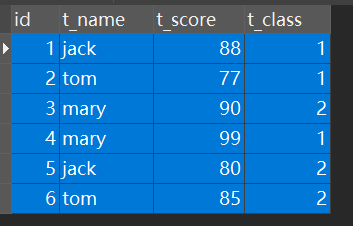 id t_name t_score t_class
1 jack 88 1
2 tom 77 1
3 mary 90 2
4 mary 99 1
5 jack 80 2
6 tom 85 2